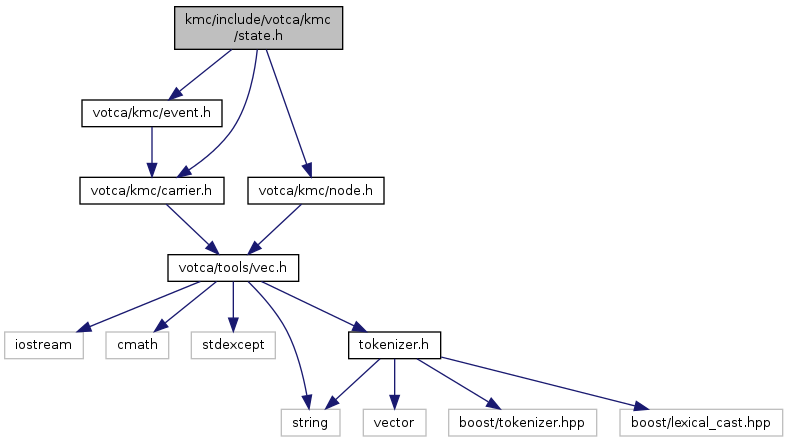 kmc/include/votca/kmc
/state.h
votca/kmc/event.h
votca/kmc/carrier.h
votca/kmc/node.h
votca/tools/vec.h
iostream
cmath
stdexcept
tokenizer.h
string
vector
boost/tokenizer.hpp
boost/lexical_cast.hpp